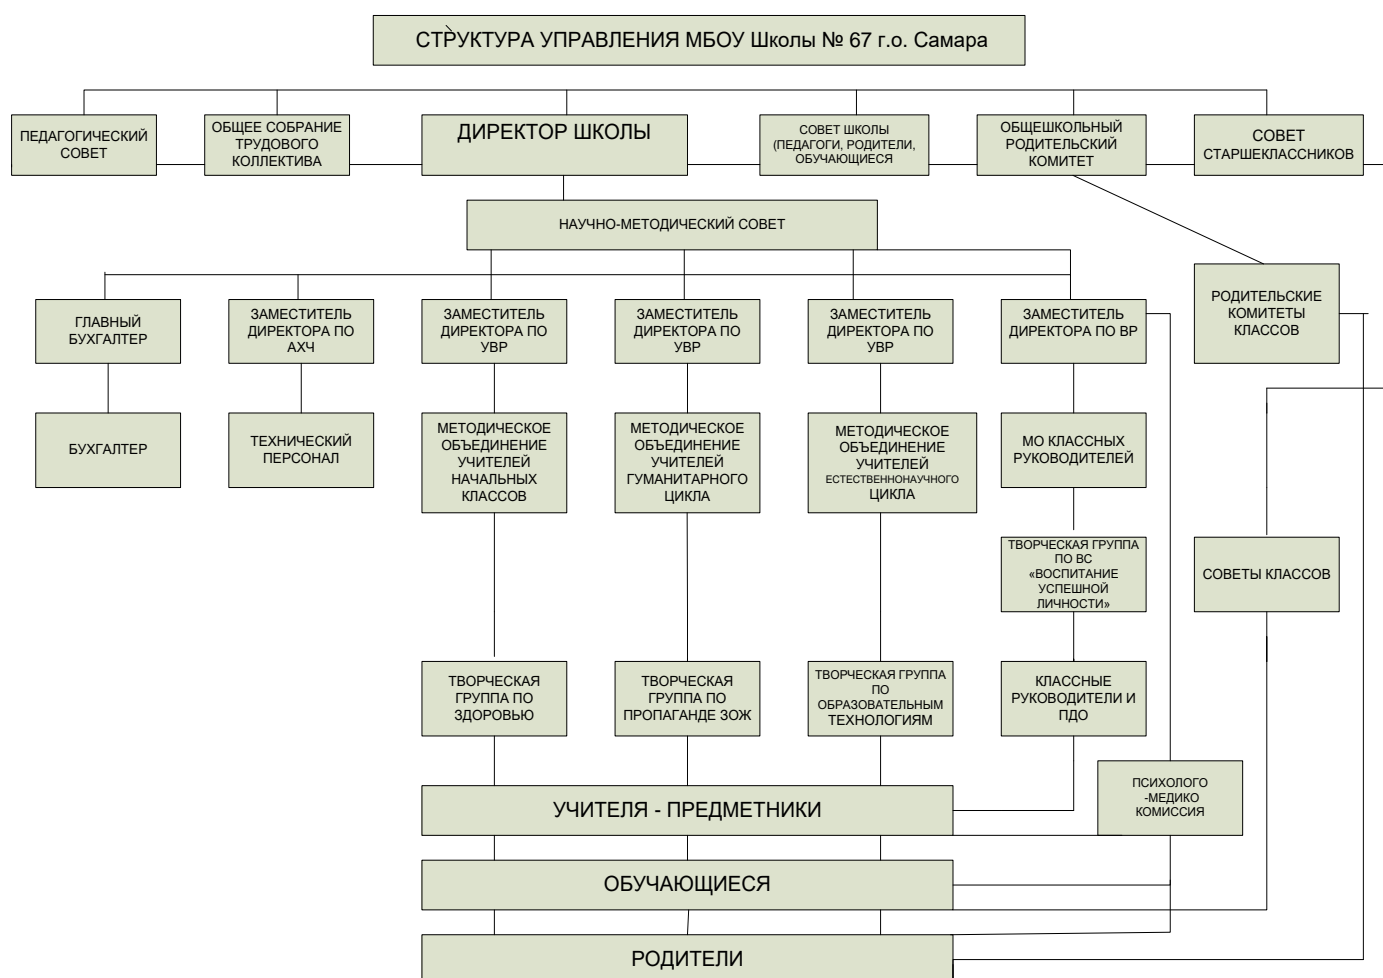 СТРУКТУРА УПРАВЛЕНИЯ МБОУ Школы № 67 г.о. Самара
ПЕДАГОГИЧЕСКИЙ
СОВЕТ
ОБЩЕЕ СОБРАНИЕ
ТРУДОВОГО
КОЛЛЕКТИВА
ДИРЕКТОР ШКОЛЫ
СОВЕТ ШКОЛЫ
(ПЕДАГОГИ, РОДИТЕЛИ,
ОБУЧАЮЩИЕСЯ
ОБЩЕШКОЛЬНЫЙ
РОДИТЕЛЬСКИЙ
КОМИТЕТ
СОВЕТ
СТАРШЕКЛАССНИКОВ
НАУЧНО-МЕТОДИЧЕСКИЙ СОВЕТ
ГЛАВНЫЙ
БУХГАЛТЕР
ЗАМЕСТИТЕЛЬ
ДИРЕКТОРА ПО
АХЧ
ЗАМЕСТИТЕЛЬ
ДИРЕКТОРА ПО
УВР
ЗАМЕСТИТЕЛЬ
ДИРЕКТОРА ПО
УВР
ЗАМЕСТИТЕЛЬ
ДИРЕКТОРА ПО
УВР
ЗАМЕСТИТЕЛЬ
ДИРЕКТОРА ПО ВР
РОДИТЕЛЬСКИЕ
КОМИТЕТЫ
КЛАССОВ
БУХГАЛТЕР
ТЕХНИЧЕСКИЙ
ПЕРСОНАЛ
МЕТОДИЧЕСКОЕ
ОБЪЕДИНЕНИЕ
УЧИТЕЛЕЙ
НАЧАЛЬНЫХ
КЛАССОВ
МЕТОДИЧЕСКОЕ
ОБЪЕДИНЕНИЕ
УЧИТЕЛЕЙ
ГУМАНИТАРНОГО
ЦИКЛА
МЕТОДИЧЕСКОЕ
ОБЪЕДИНЕНИЕ
УЧИТЕЛЕЙ
ЕСТЕСТВЕННОНАУЧНОГО
ЦИКЛА
МО КЛАССНЫХ
РУКОВОДИТЕЛЕЙ
ТВОРЧЕСКАЯ ГРУППА
ПО ВС
«ВОСПИТАНИЕ
УСПЕШНОЙ
ЛИЧНОСТИ»
СОВЕТЫ КЛАССОВ
ТВОРЧЕСКАЯ
ГРУППА ПО
ЗДОРОВЬЮ
ТВОРЧЕСКАЯ
ГРУППА ПО
ПРОПАГАНДЕ ЗОЖ
ТВОРЧЕСКАЯ ГРУППА
ПО
ОБРАЗОВАТЕЛЬНЫМ
ТЕХНОЛОГИЯМ
КЛАССНЫЕ
РУКОВОДИТЕЛИ И
ПДО
ПСИХОЛОГО
-МЕДИКО
КОМИССИЯ
УЧИТЕЛЯ - ПРЕДМЕТНИКИ
ОБУЧАЮЩИЕСЯ
РОДИТЕЛИ